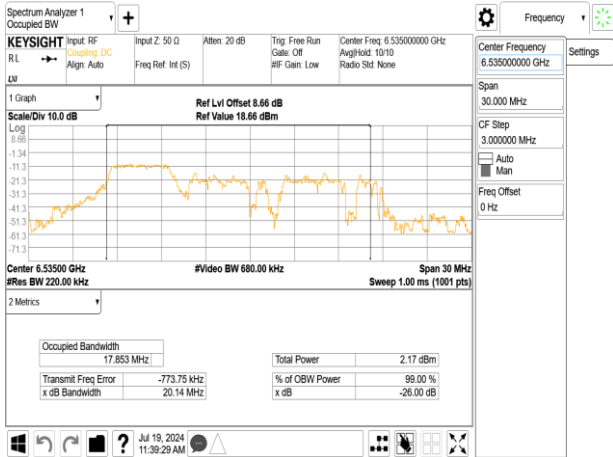 Spectrum Analyzer 1
Occupied BW
Frequency
KEYSIGHT
Input: RF
Coupling: DC
Align: Auto
Input Z: 50 Ω
Freq Ref: Int (S)
Atten: 20 dB
Trig: Free Run
Gate: Off
#IF Gain: Low
Center Freq: 6.535000000 GHz
Avg|Hold: 10/10
Radio Std: None
RL
LXI
Center Frequency
6.535000000 GHz
Settings
Span
30.000 MHz
CF Step
3.000000 MHz
Auto
Man
Freq Offset
0 Hz
1 Graph
Scale/Div 10.0 dB
Ref Lvl Offset 8.66 dB
Ref Value 18.66 dBm
Log
8.66
-1.34
-11.3
-21.3
-31.3
-41.3
-51.3
-61.3
-71.3
Center 6.53500 GHz
#Video BW 680.00 kHz
Span 30 MHz
#Res BW 220.00 kHz
Sweep 1.00 ms (1001 pts)
2 Metrics
Occupied Bandwidth
17.853 MHz
Total Power
2.17 dBm
Transmit Freq Error
-773.75 kHz
% of OBW Power
99.00 %
x dB Bandwidth
20.14 MHz
x dB
-26.00 dB
?
Jul 19, 2024
11:39:29 AM